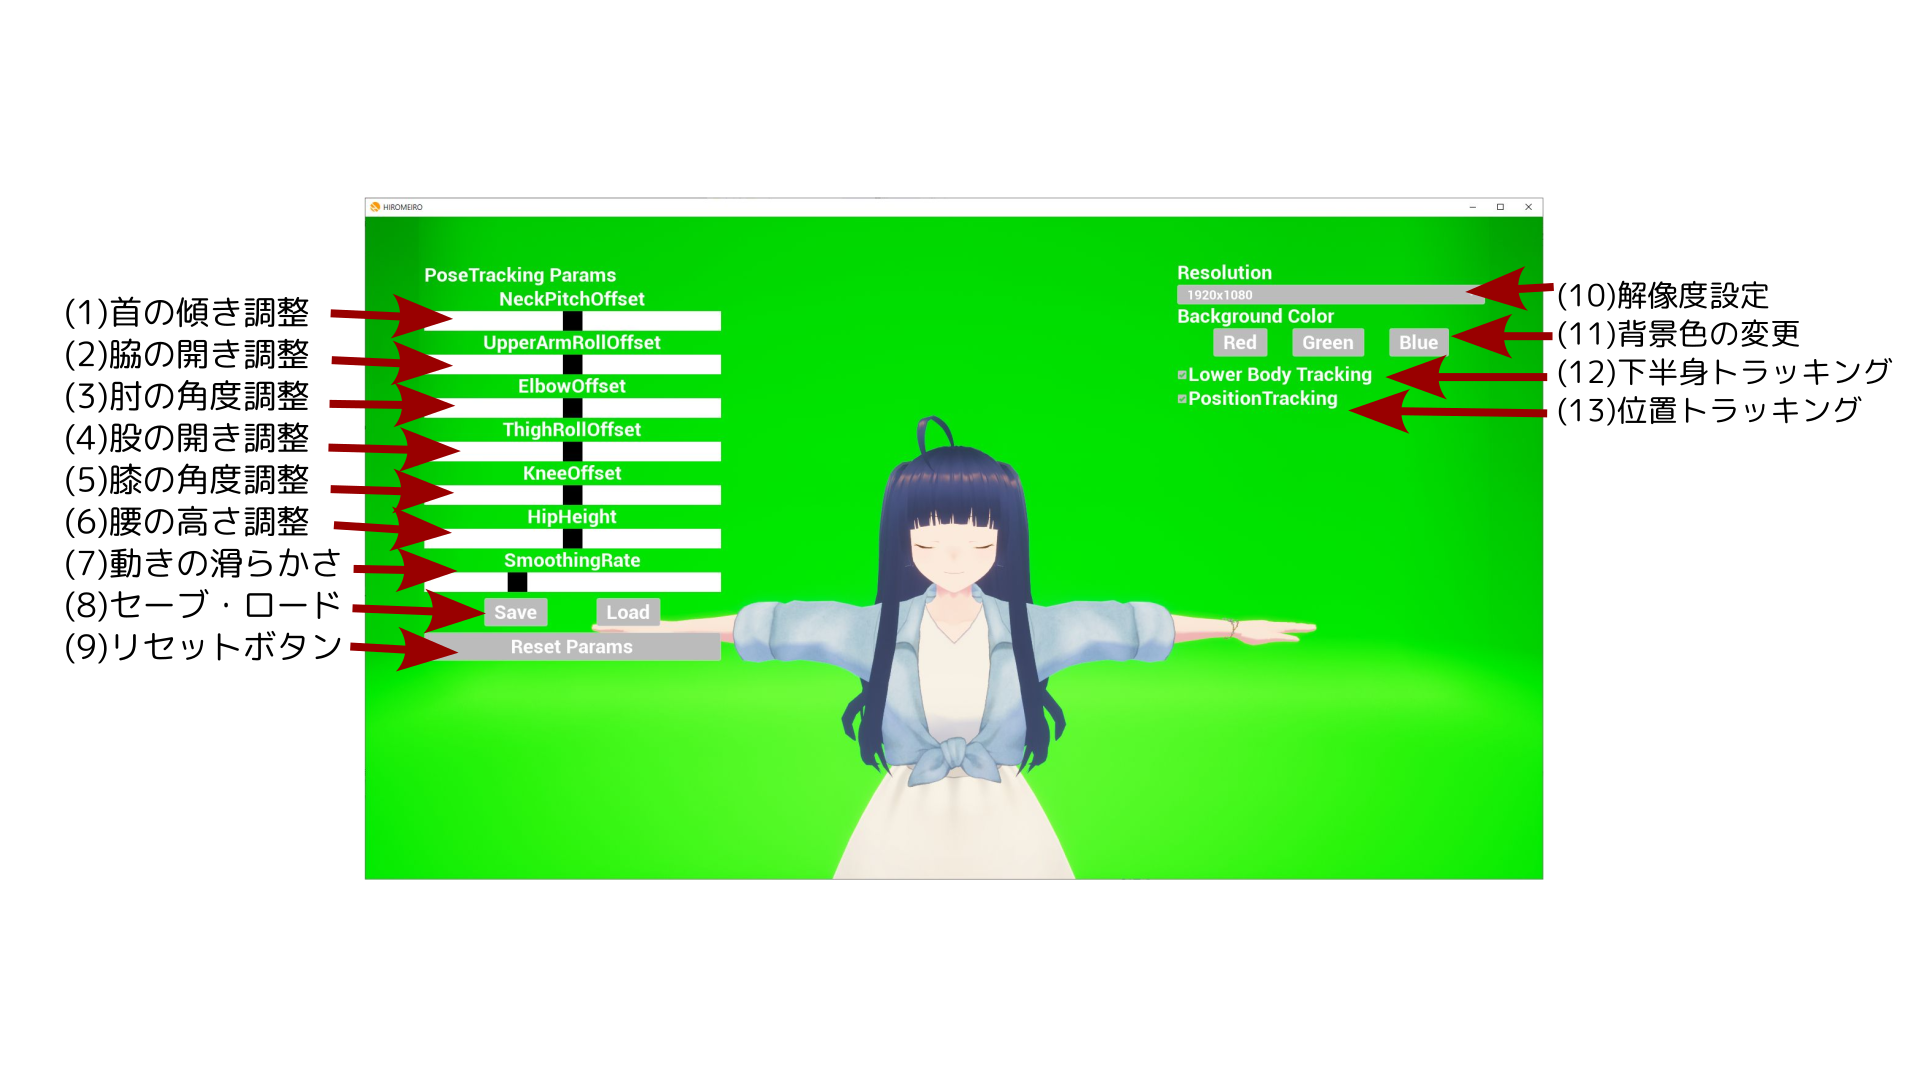 HIROMEIRO
PoseTracking Params
NeckPitchOffset
UpperArmRollOffset
ElbowOffset
ThighRollOffset
KneeOffset
HipHeight
SmoothingRate
Save Load
Reset Params
Resolution
1920x1080
Background Color
Red Green Blue
Lower Body Tracking
PositionTracking
(1)首の傾き調整
(2)脇の開き調整
(3)肘の角度調整
(4)股の開き調整
(5)膝の角度調整
(6)腰の高さ調整
(7)動きの滑らかさ
(8)セーブ・ロード
(9)リセットボタン
(10)解像度設定
(11)背景色の変更
(12)下半身トラッキング
(13)位置トラッキング